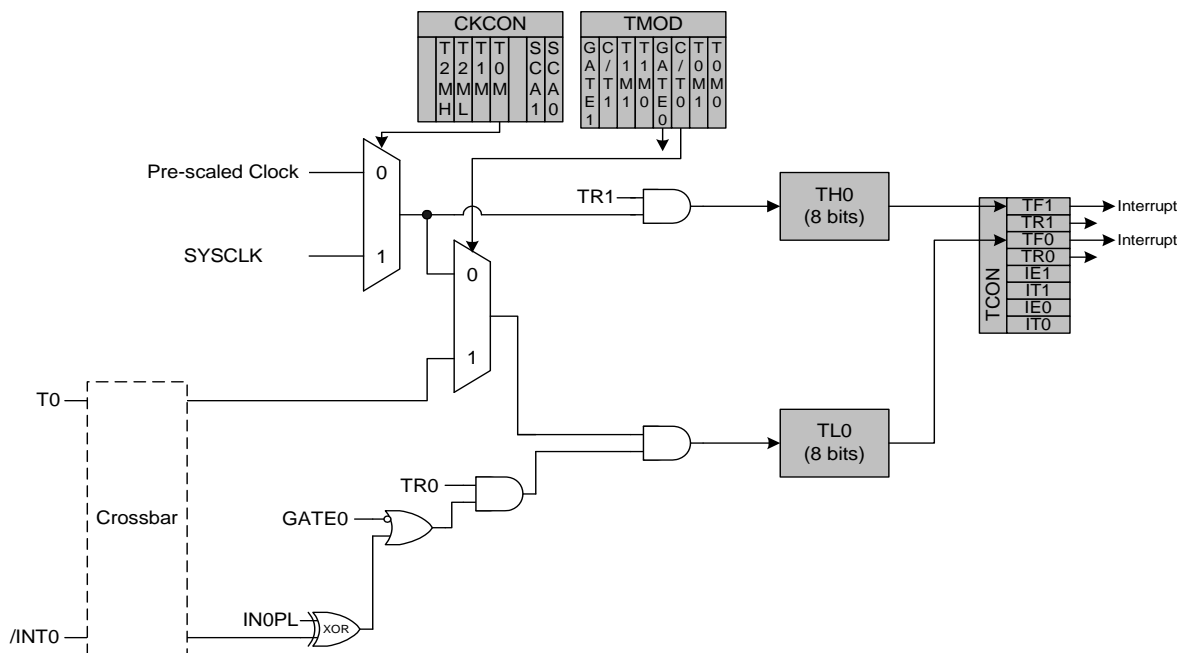 CKCON
TMOD
T2MH
T2ML
T1M
T0M
SCA1
SCA0
GATE1
C/T1
T1M1
T1M0
GATE0
C/T0
T0M1
T0M0
Pre-scaled Clock
0
SYSCLK
1
TR1
TH0
(8 bits)
TCON
TF1
TR1
TF0
TR0
IE1
IT1
IE0
IT0
Interrupt
Interrupt
0
1
T0
Crossbar
/INT0
TL0
(8 bits)
TR0
GATE0
IN0PL
XOR